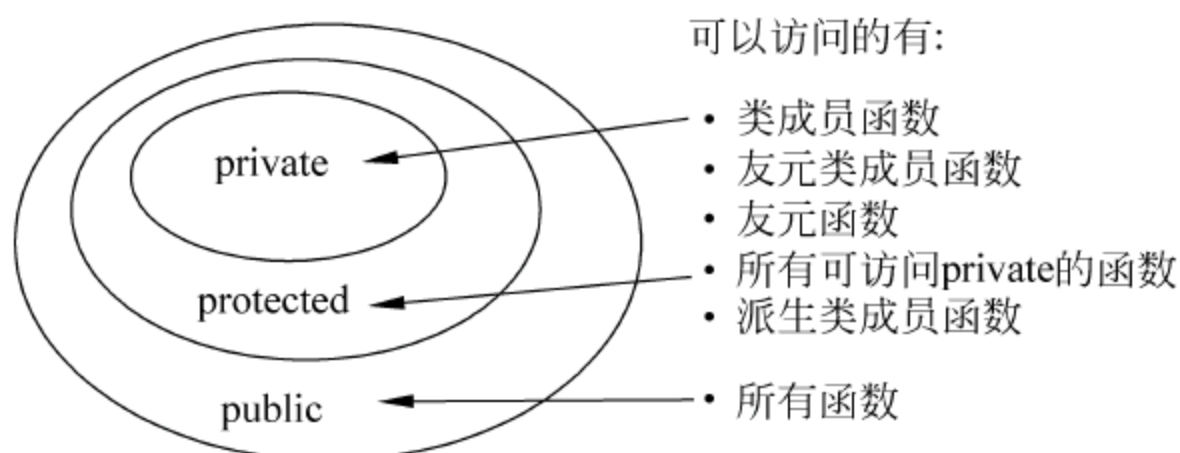 可以访问的有:
private
• 类成员函数
• 友元类成员函数
• 友元函数
protected
• 所有可访问private的函数
• 派生类成员函数
public
• 所有函数